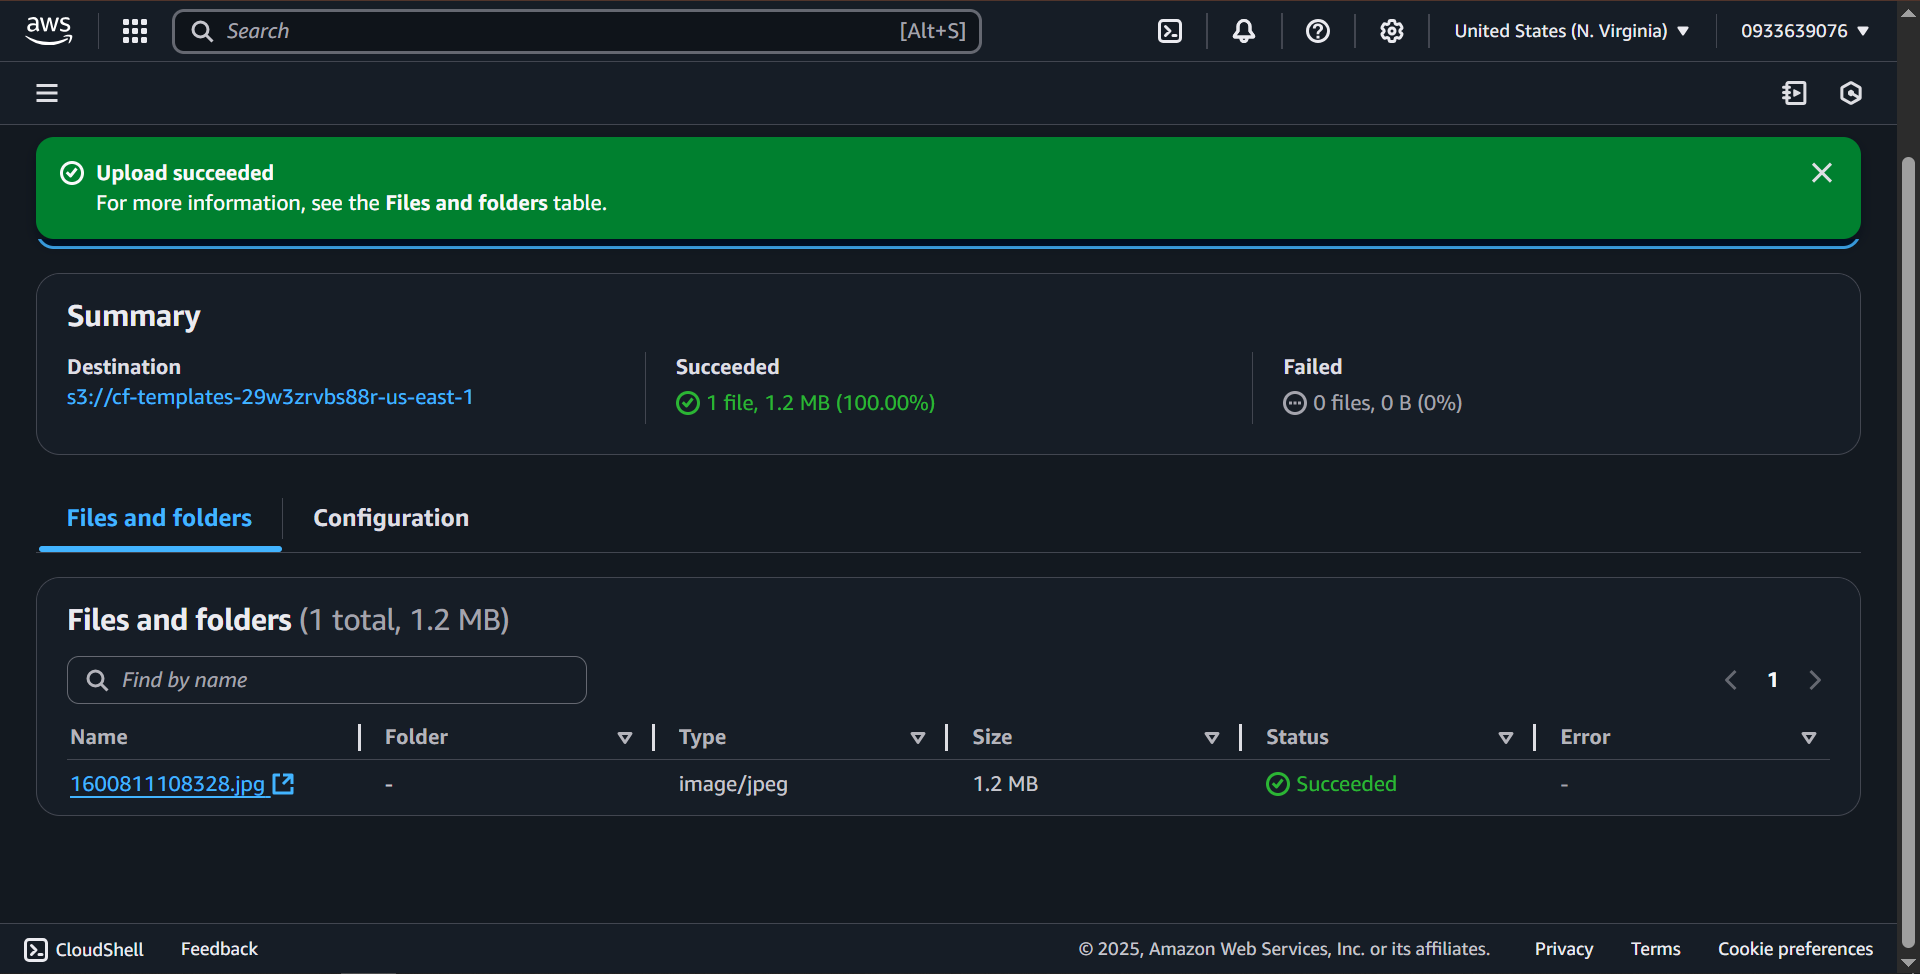 aws
Search [Alt+S]
United States (N. Virginia)
0933639076
Upload succeeded
For more information, see the Files and folders table.
Summary
Destination
s3://cf-templates-29w3zrvbs88r-us-east-1
Succeeded
1 file, 1.2 MB (100.00%)
Failed
0 files, 0 B (0%)
Files and folders
Configuration
Files and folders (1 total, 1.2 MB)
Find by name
1
Name Folder Type Size Status Error
1600811108328.jpg - image/jpeg 1.2 MB Succeeded -
CloudShell Feedback © 2025, Amazon Web Services, Inc. or its affiliates. Privacy Terms Cookie preferences